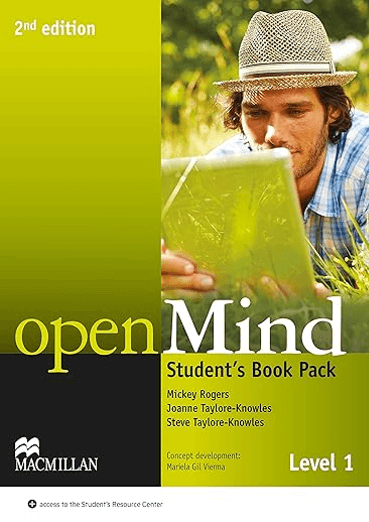 2nd edition
openMind
Student's Book Pack
Mickey Rogers
Joanne Taylore-Knowles
Steve Taylore-Knowles
Concept development:
Mariela Gil Vierma
MACMILLAN
Level 1
access to the Student's Resource Center